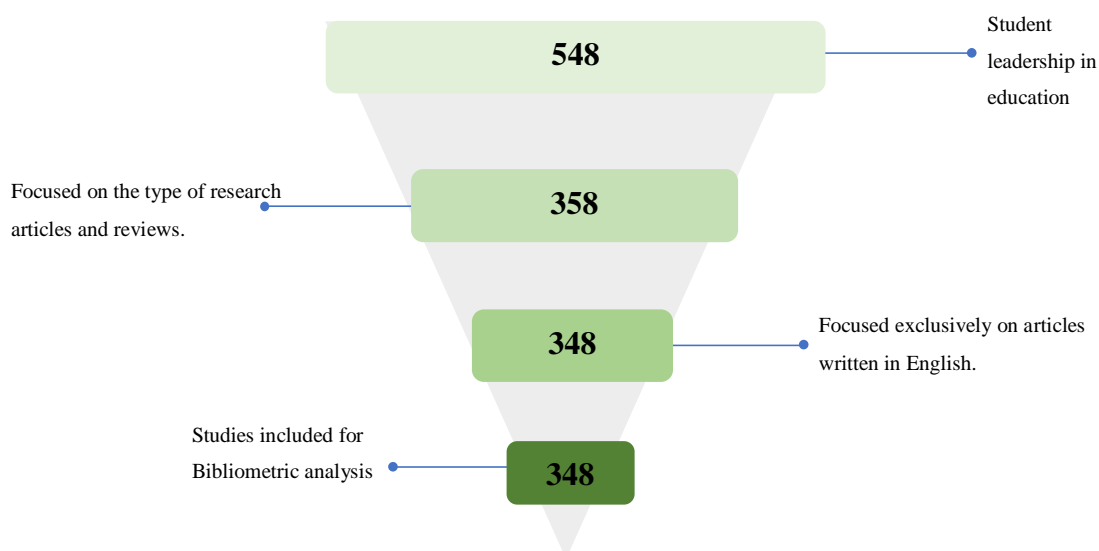 548
Student
leadership in
education
Focused on the type of research
articles and reviews.
358
348
Focused exclusively on articles
written in English.
Studies included for
Bibliometric analysis
348